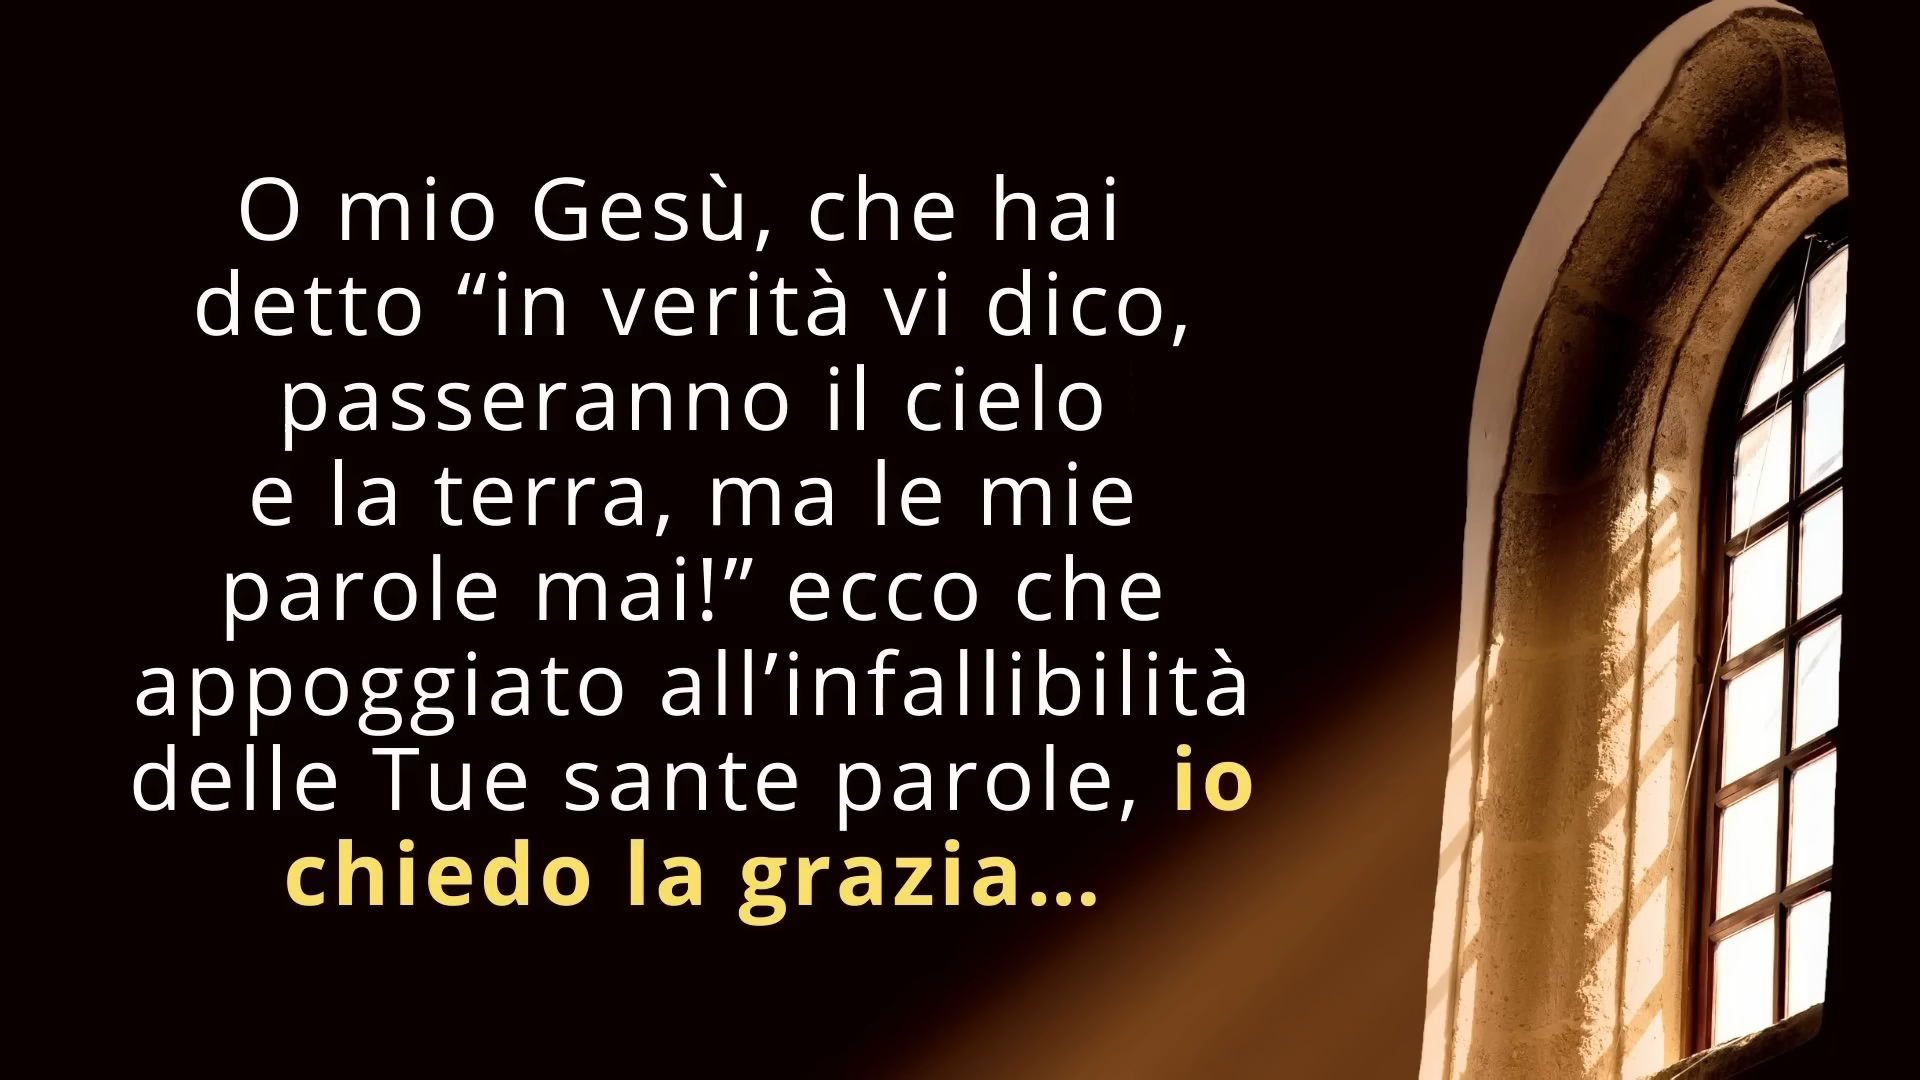 O mio Gesù, che hai
detto “in verità vi dico,
passeranno il cielo
e la terra, ma le mie
parole mai!” ecco che
appoggiato all’infallibilità
delle Tue sante parole, io
chiedo la grazia...